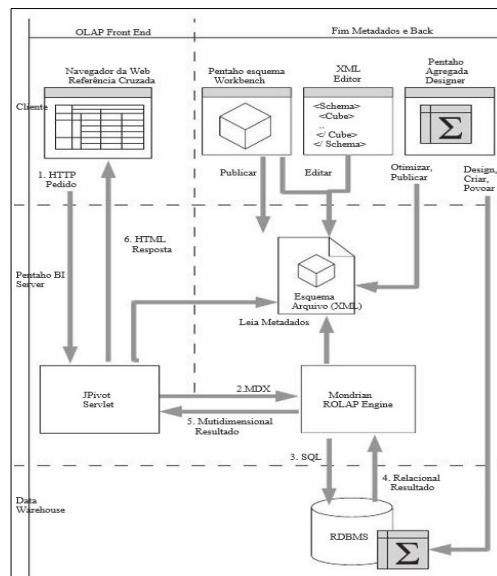 OLAP Front End
Fim Metadados e Back
Navegador da Web
Referência Cruzada
Pentaho esquema
Workbench
XML
Editor
Pentaho
Agregada
Designer
Cliente
<Schema>
<Cube>
...
</ Cube>
</ Schema>
Σ
1. HTTP
Pedido
Publicar
Editar
Otimizar,
Publicar
Design,
Criar,
Povoar
6. HTML
Resposta
Pentaho BI
Server
Esquema
Arquivo (XML)
Leia Metadados
JPivot
Servlet
2.MDX
5. Mutidimensional
Resultado
Mondrian
ROLAP Engine
3. SQL
4. Relacional
Resultado
Data
Warehouse
RDBMS
Σ